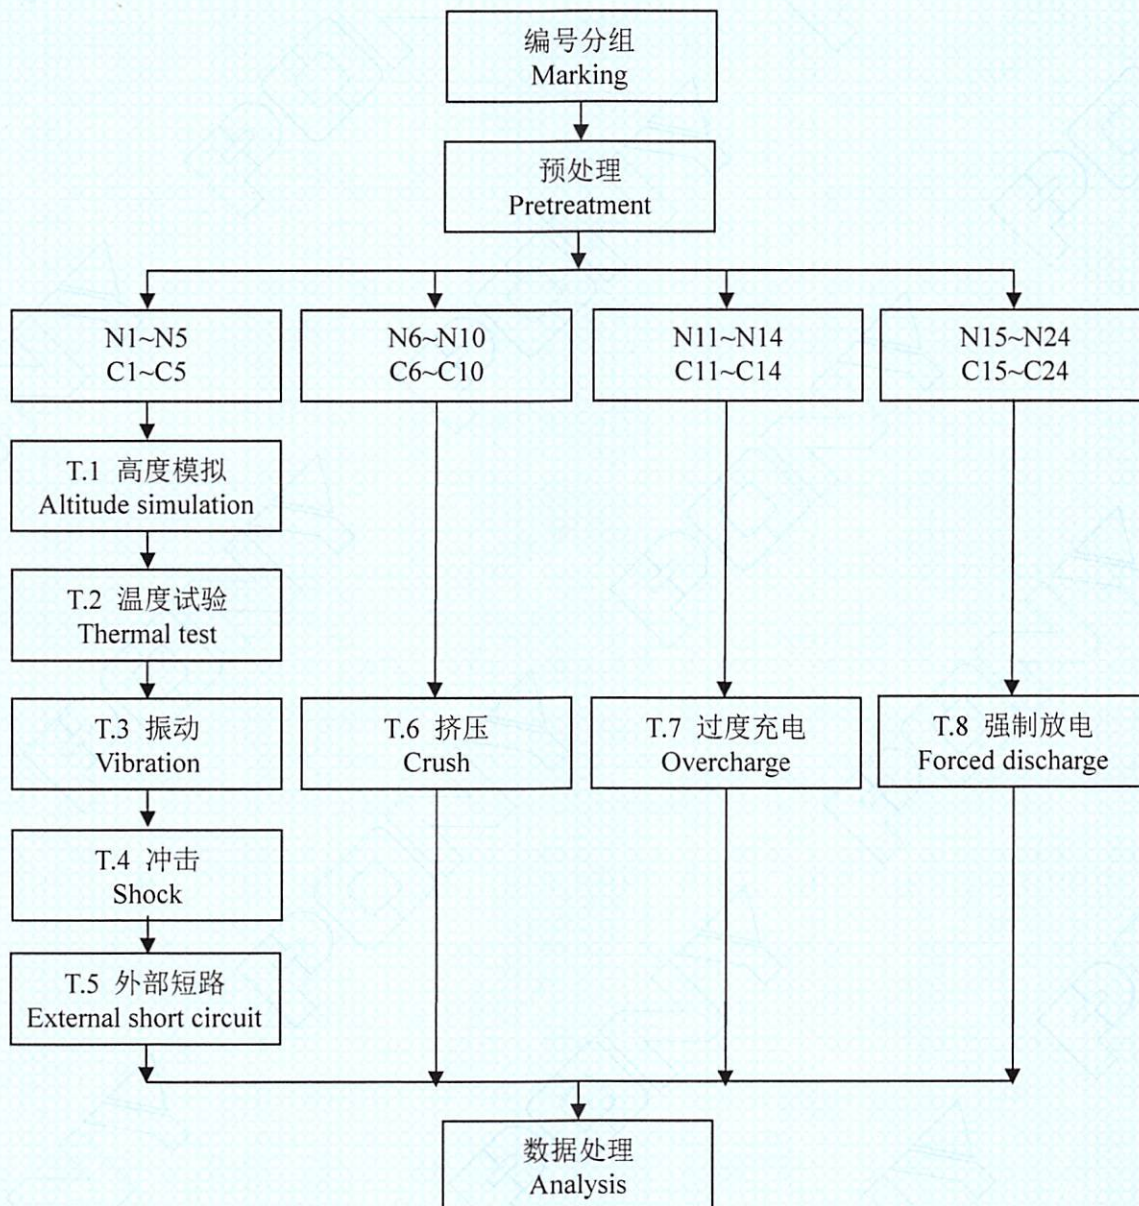 编号分组
Marking
预处理
Pretreatment
N1~N5
C1~C5
N6~N10
C6~C10
N11~N14
C11~C14
N15~N24
C15~C24
T.1 高度模拟
Altitude simulation
T.2 温度试验
Thermal test
T.3 振动
Vibration
T.6 挤压
Crush
T.7 过度充电
Overcharge
T.8 强制放电
Forced discharge
T.4 冲击
Shock
T.5 外部短路
External short circuit
数据处理
Analysis